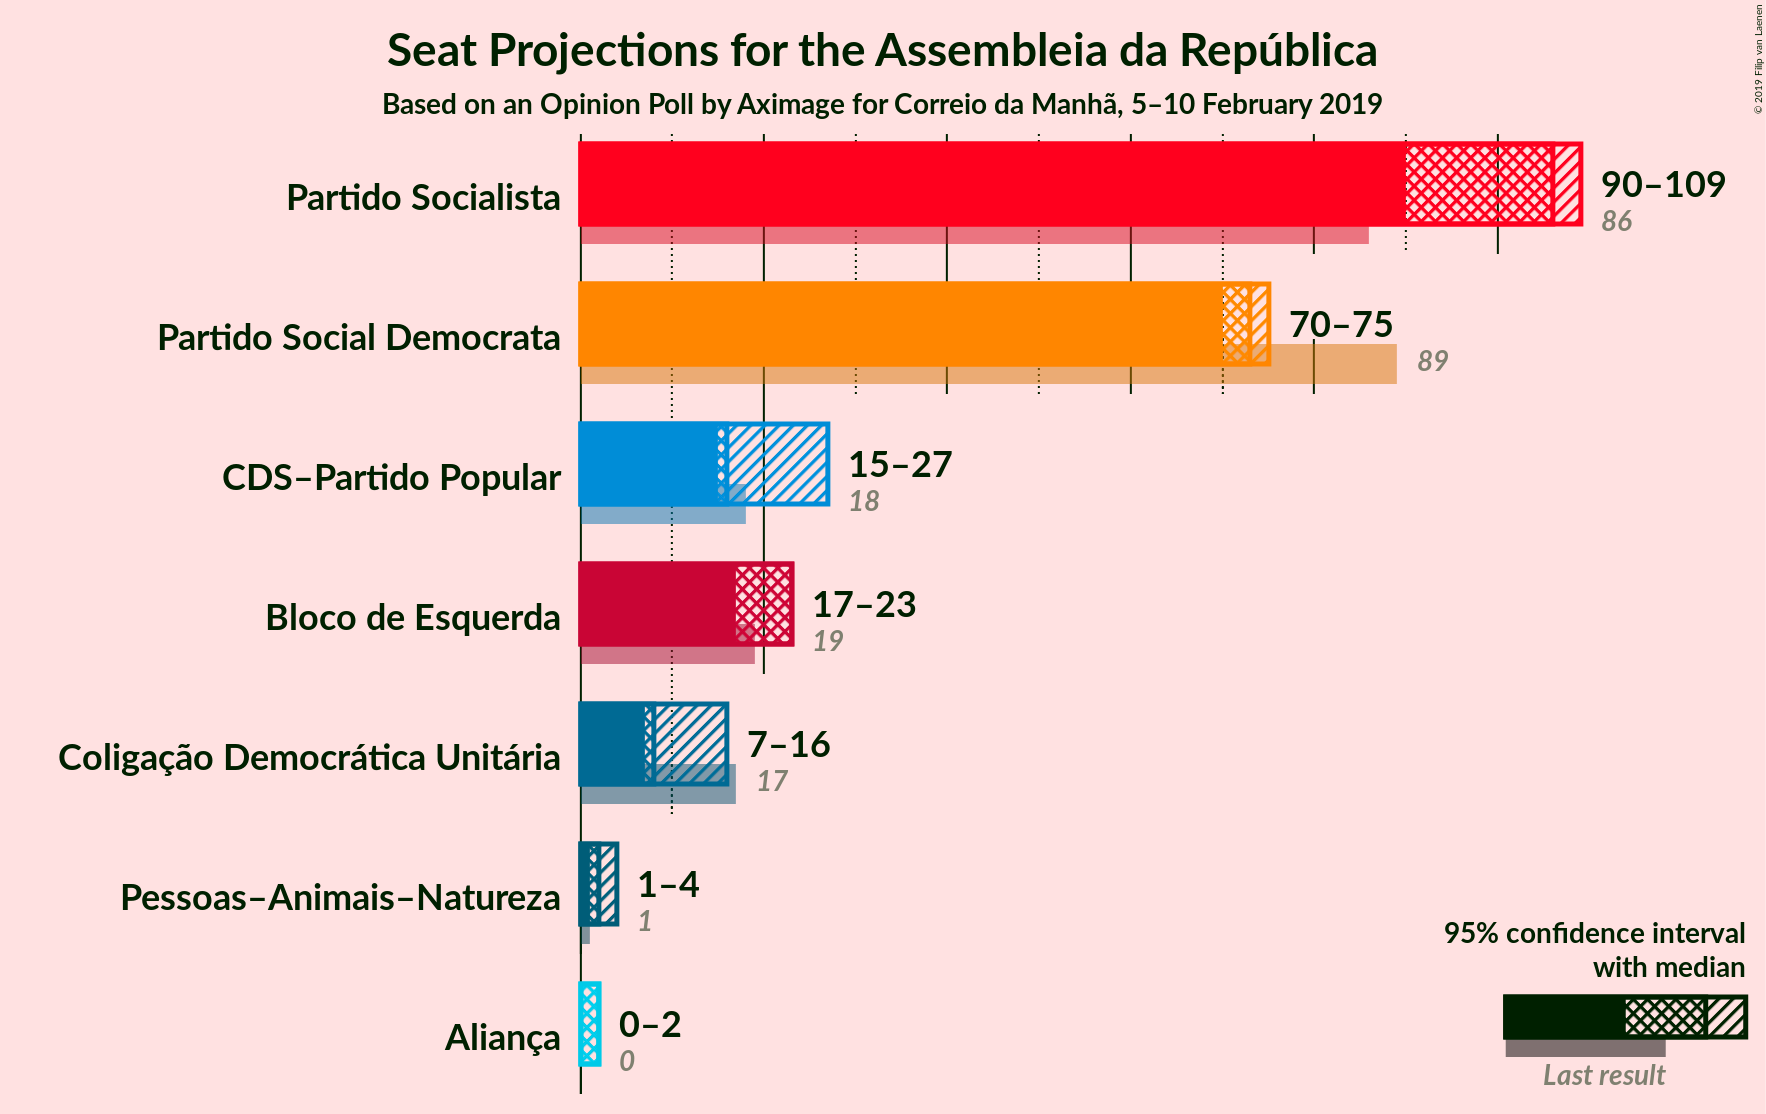 Seat Projections for the Assembleia da República
Based on an Opinion Poll by Aximage for Correio da Manhã, 5–10 February 2019
© 2019 Filip van Laenen
Partido Socialista
90–109
86
Partido Social Democrata
70–75
89
CDS–Partido Popular
15–27
18
Bloco de Esquerda
17–23
19
Coligação Democrática Unitária
7–16
17
Pessoas–Animais–Natureza
1–4
1
Aliança
0–2
0
95% confidence interval
with median
Last result